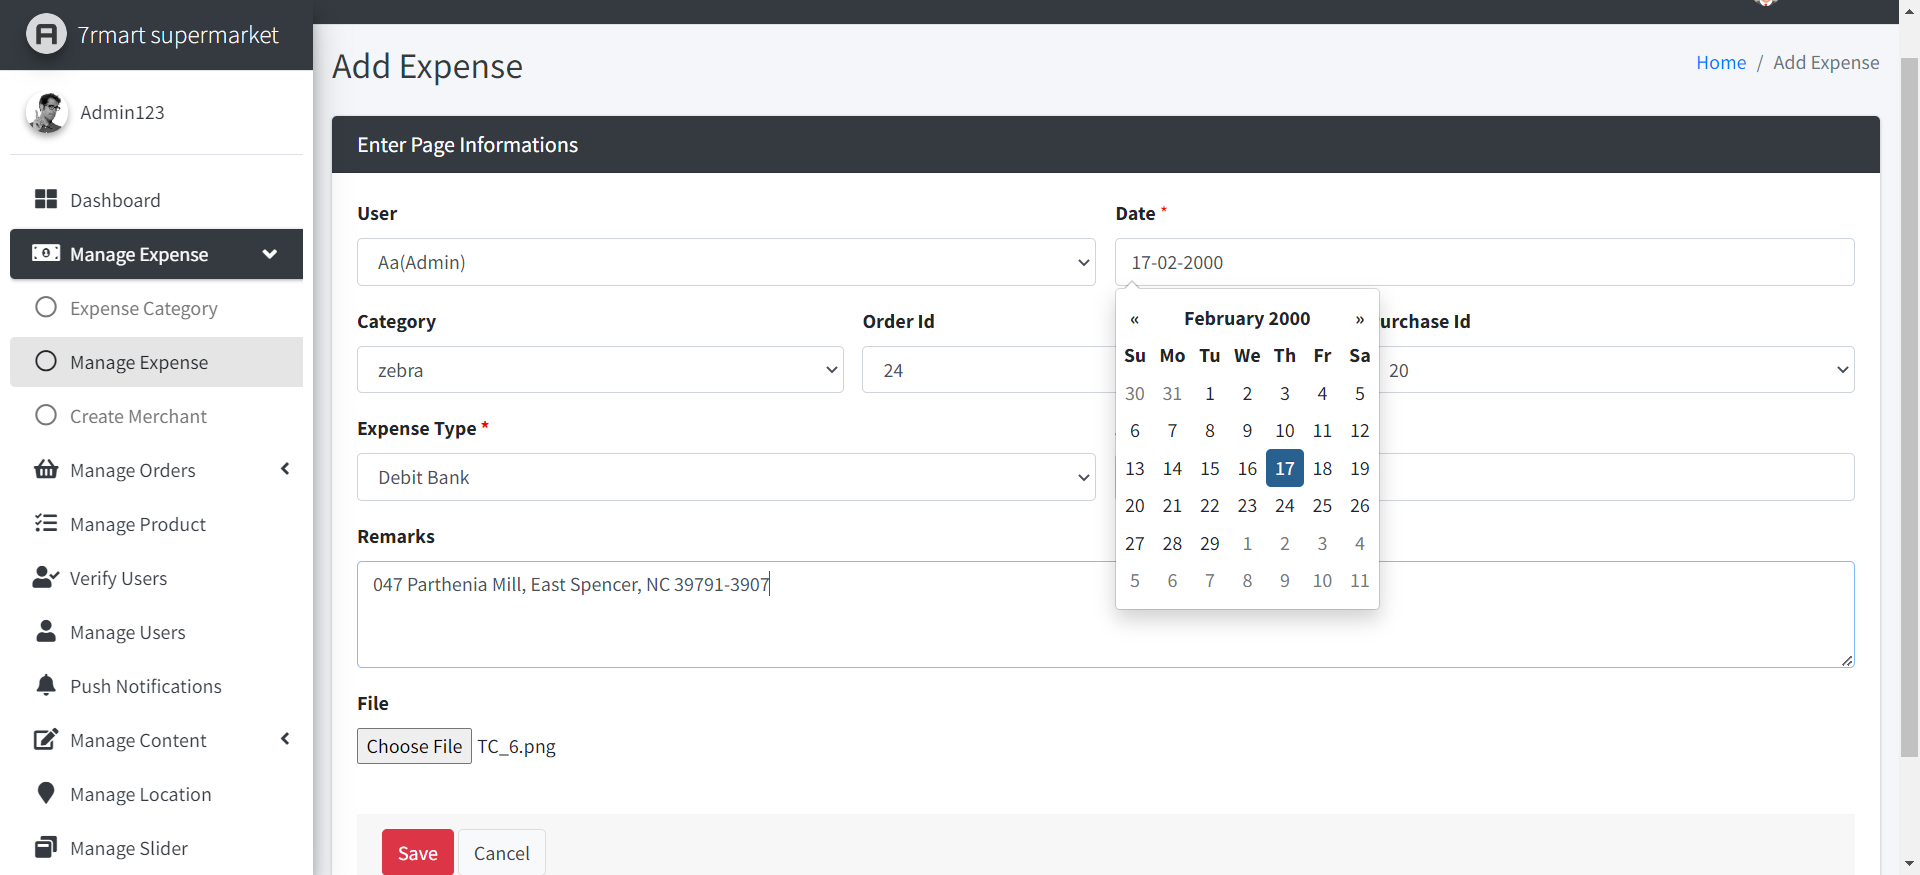 7rmart supermarket
Admin123
Dashboard
Manage Expense
Expense Category
Manage Expense
Create Merchant
Manage Orders
Manage Product
Verify Users
Manage Users
Push Notifications
Manage Content
Manage Location
Manage Slider
Add Expense
Home / Add Expense
Enter Page Informations
User
Date *
Aa(Admin)
17-02-2000
Category
Order Id
urchase Id
zebra
24
20
« February 2000 »
Su Mo Tu We Th Fr Sa
30 31 1 2 3 4 5
6 7 8 9 10 11 12
13 14 15 16 17 18 19
20 21 22 23 24 25 26
27 28 29 1 2 3 4
5 6 7 8 9 10 11
Expense Type *
Debit Bank
Remarks
047 Parthenia Mill, East Spencer, NC 39791-3907
File
Choose File TC_6.png
Save
Cancel